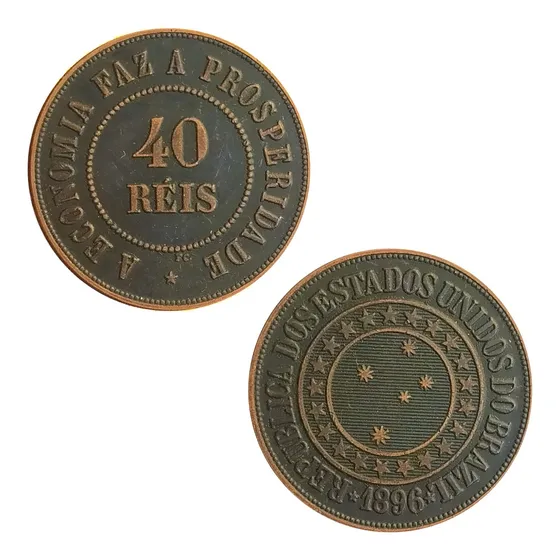 A ECONOMIA FAZ A PROSPERIDADE
40
RÉIS
REPUBLICA DOS ESTADOS UNIDOS DO BRAZIL
1896